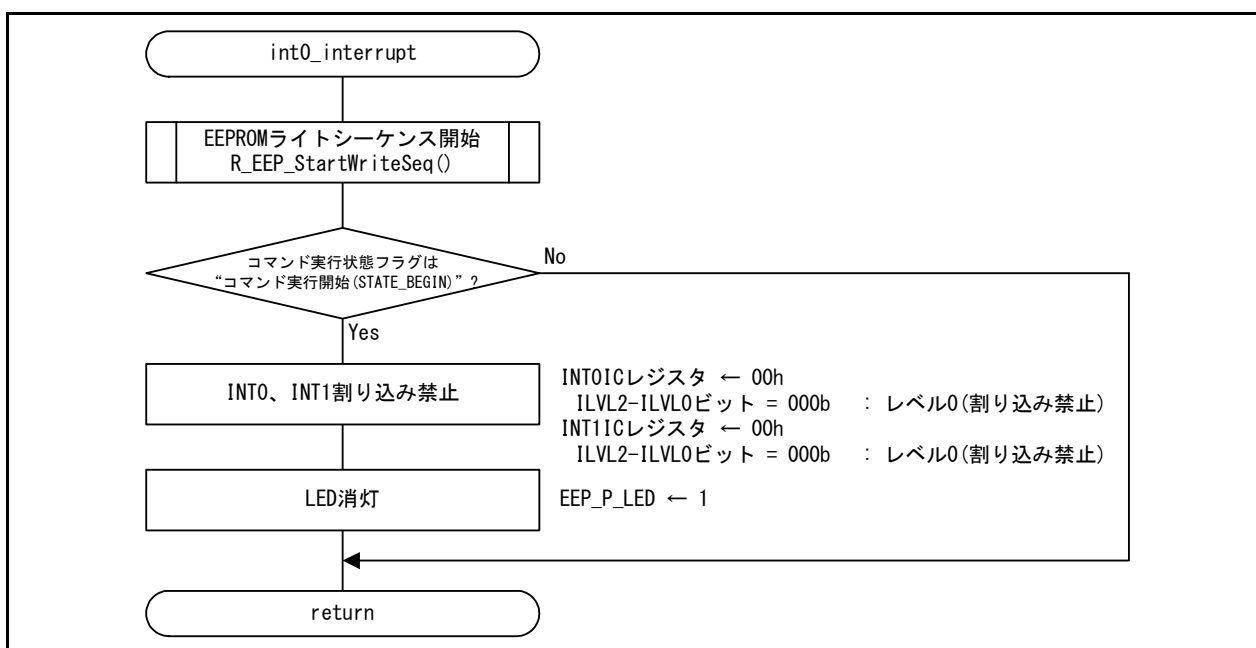 int0_interrupt
EEPROMライトシーケンス開始
R_EEP_StartWriteSeq()
コマンド実行状態フラグは
“コマンド実行開始(STATE_BEGIN)”?
No
Yes
INT0、INT1割り込み禁止
INT0ICレジスタ ← 00h
ILVL2-ILVL0ビット = 000b : レベル0(割り込み禁止)
INT1ICレジスタ ← 00h
ILVL2-ILVL0ビット = 000b : レベル0(割り込み禁止)
LED消灯
EEP_P_LED ← 1
return